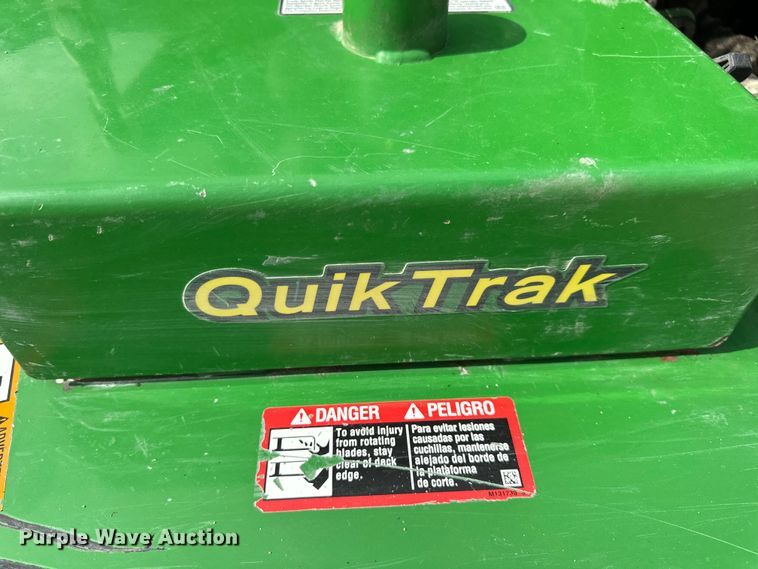 QuikTrak
DANGER
To avoid injury
from rotating
blades, stay
clear of deck
edge.
PELIGRO
Para evitar lesiones
causadas por las
cuchillas, mantenerse
alejado del borde de
la plataforma
de corte.
Purple Wave Auction